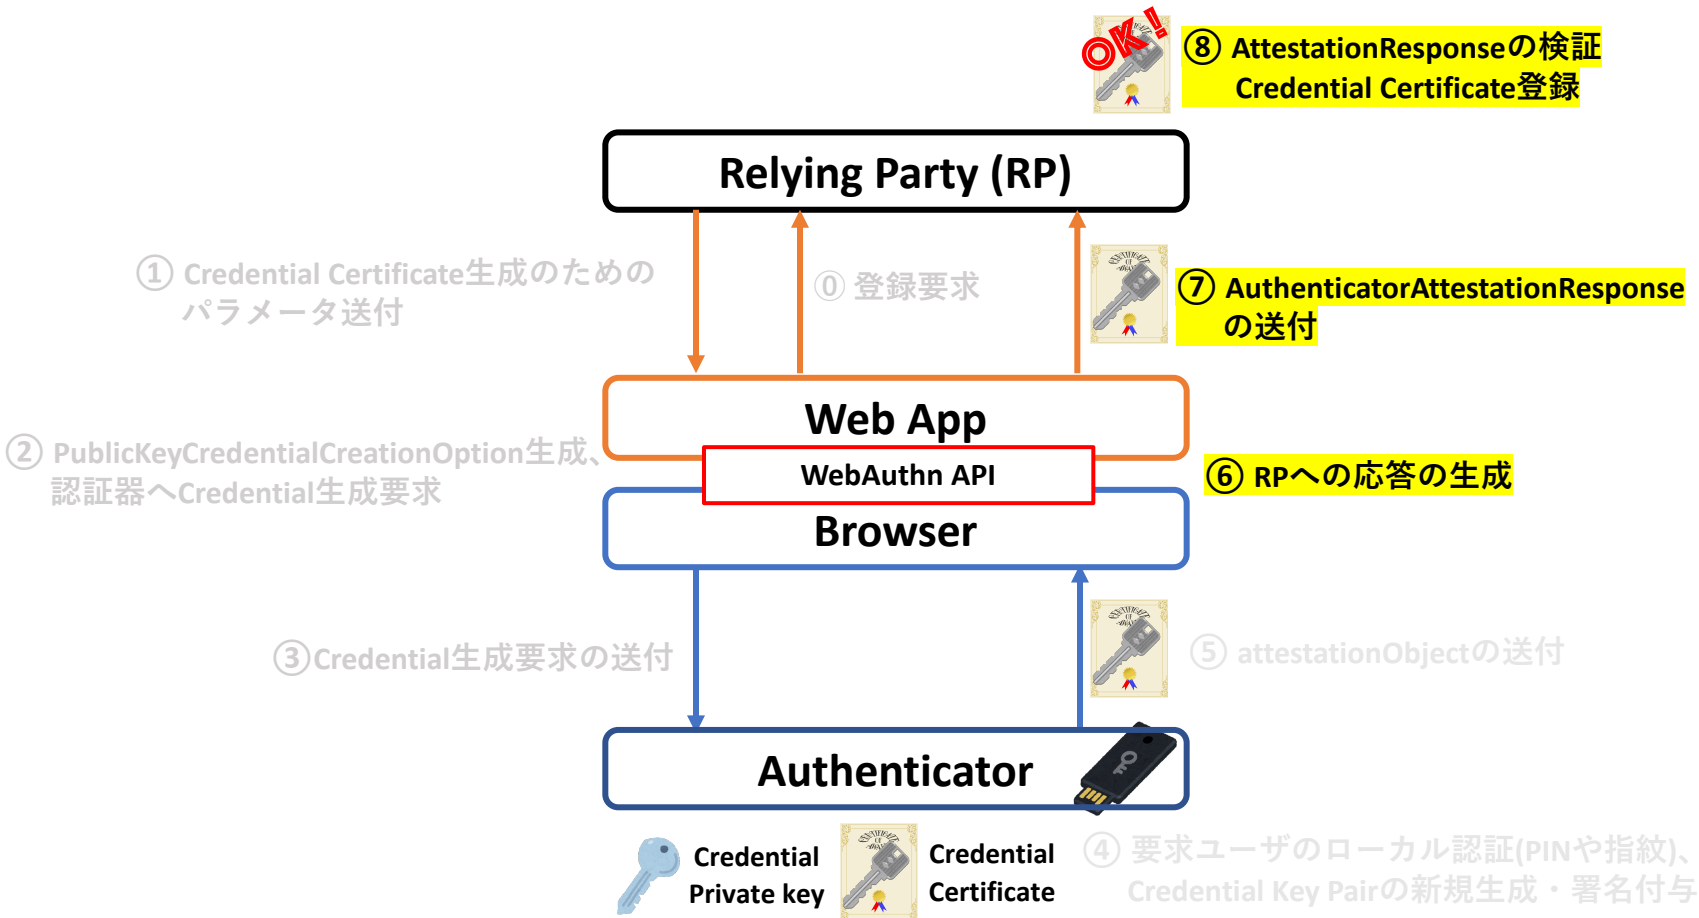 OK!
⑧ AttestationResponseの検証
Credential Certificate登録
Relying Party (RP)
① Credential Certificate生成のための
パラメータ送付
⓪ 登録要求
⑦ AuthenticatorAttestationResponse
の送付
Web App
② PublicKeyCredentialCreationOption生成、
認証器へCredential生成要求
WebAuthn API
⑥ RPへの応答の生成
Browser
③Credential生成要求の送付
⑤ attestationObjectの送付
Authenticator
Credential
Private key
Credential
Certificate
④ 要求ユーザのローカル認証(PINや指紋)、
Credential Key Pairの新規生成・署名付与